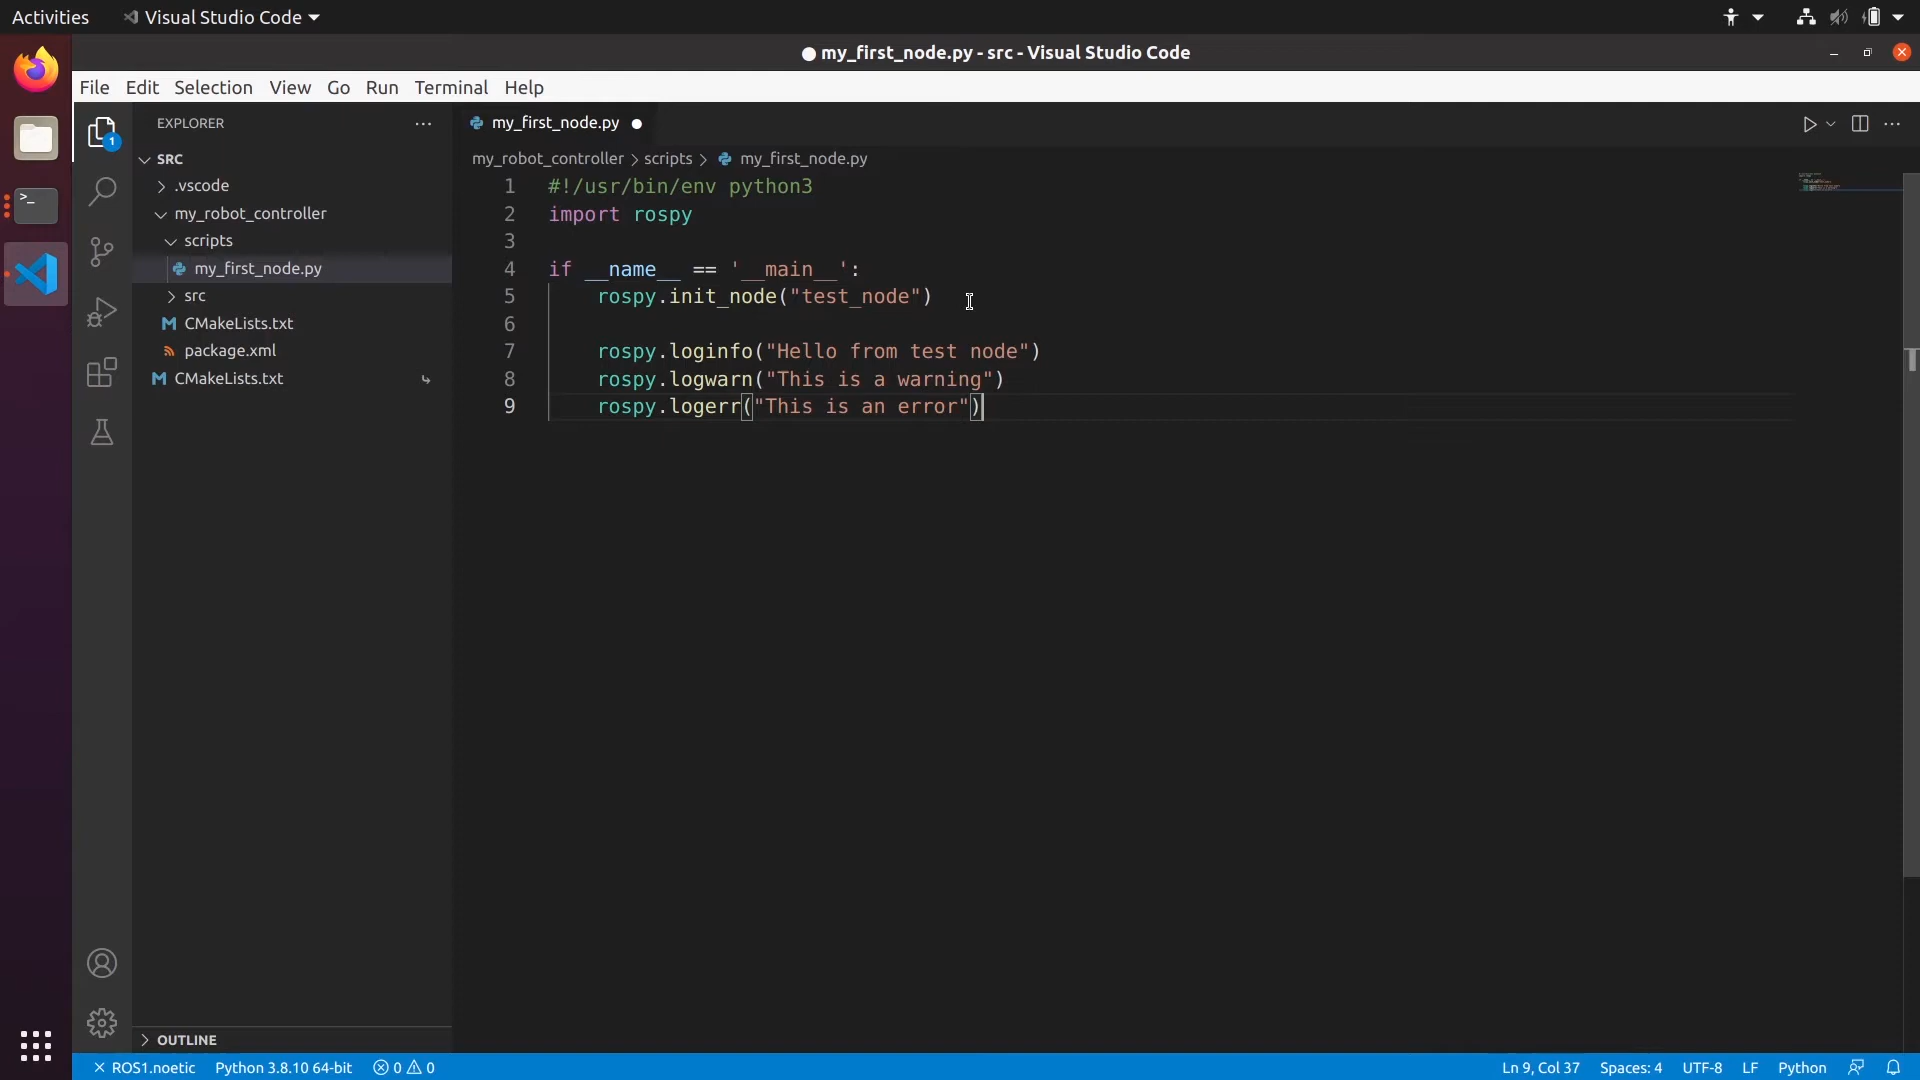 Activities Visual Studio Code
my_first_node.py - src - Visual Studio Code
File Edit Selection View Go Run Terminal Help
EXPLORER
my_first_node.py
my_robot_controller > scripts > my_first_node.py
1
SRC
.vscode
my_robot_controller
scripts
my_first_node.py
src
CMakeLists.txt
package.xml
CMakeLists.txt
1 #!/usr/bin/env python3
2 import rospy
3
4 if __name__ == '__main__':
5 rospy.init_node("test_node")
6
7 rospy.loginfo("Hello from test node")
8 rospy.logwarn("This is a warning")
9 rospy.logerr("This is an error")
OUTLINE
ROS1.noetic Python 3.8.10 64-bit 0 0 Ln 9, Col 37 Spaces: 4 UTF-8 LF Python